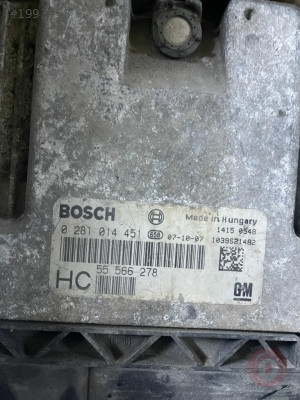 #199
BOSCH Made in Hungary
0 281 014 451 658 07-10-07 1415 0548
1039S21482
HC 55 566 278
GM